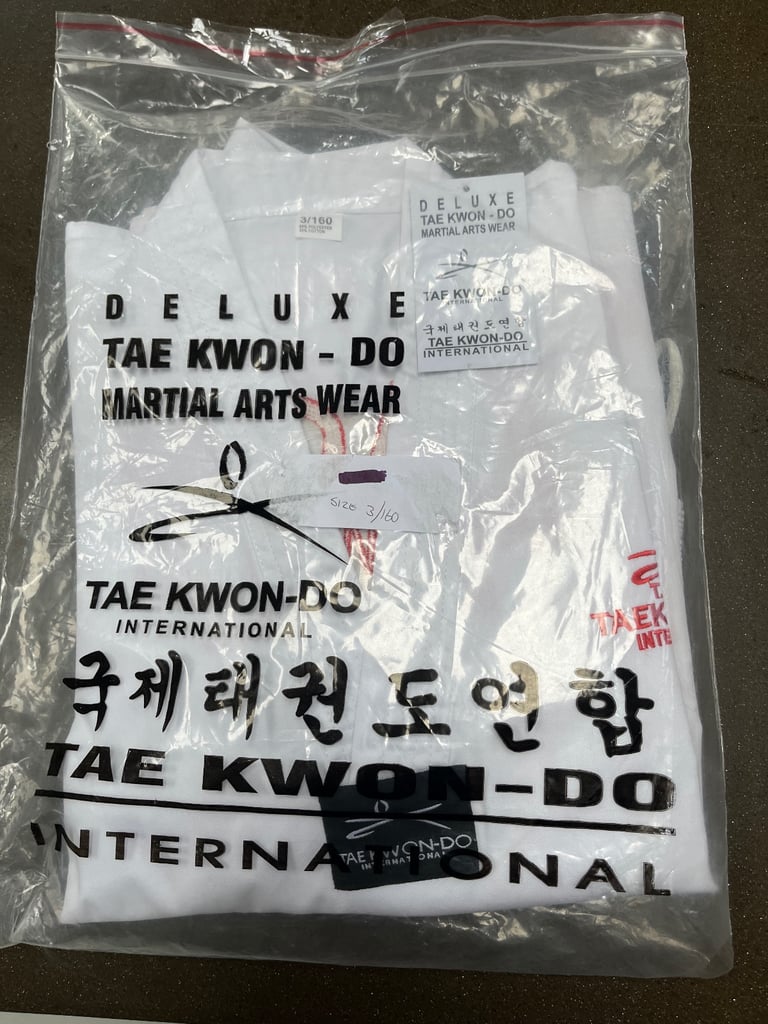 3/160
DELUXE
TAE KWON - DO
MARTIAL ARTS WEAR
TAE KWON-DO
INTERNATIONAL
국제태권도연합
TAE KWON-DO
INTERNATIONAL
DELUXE
TAE KWON - DO
MARTIAL ARTS WEAR
SIZE 3/160
TAE KWON-DO
INTERNATIONAL
TAEK
INTE
국제태권도연합
TAE KWON-DO
INTERNATIONAL
TAE KWON-DO
INTERNATIONAL